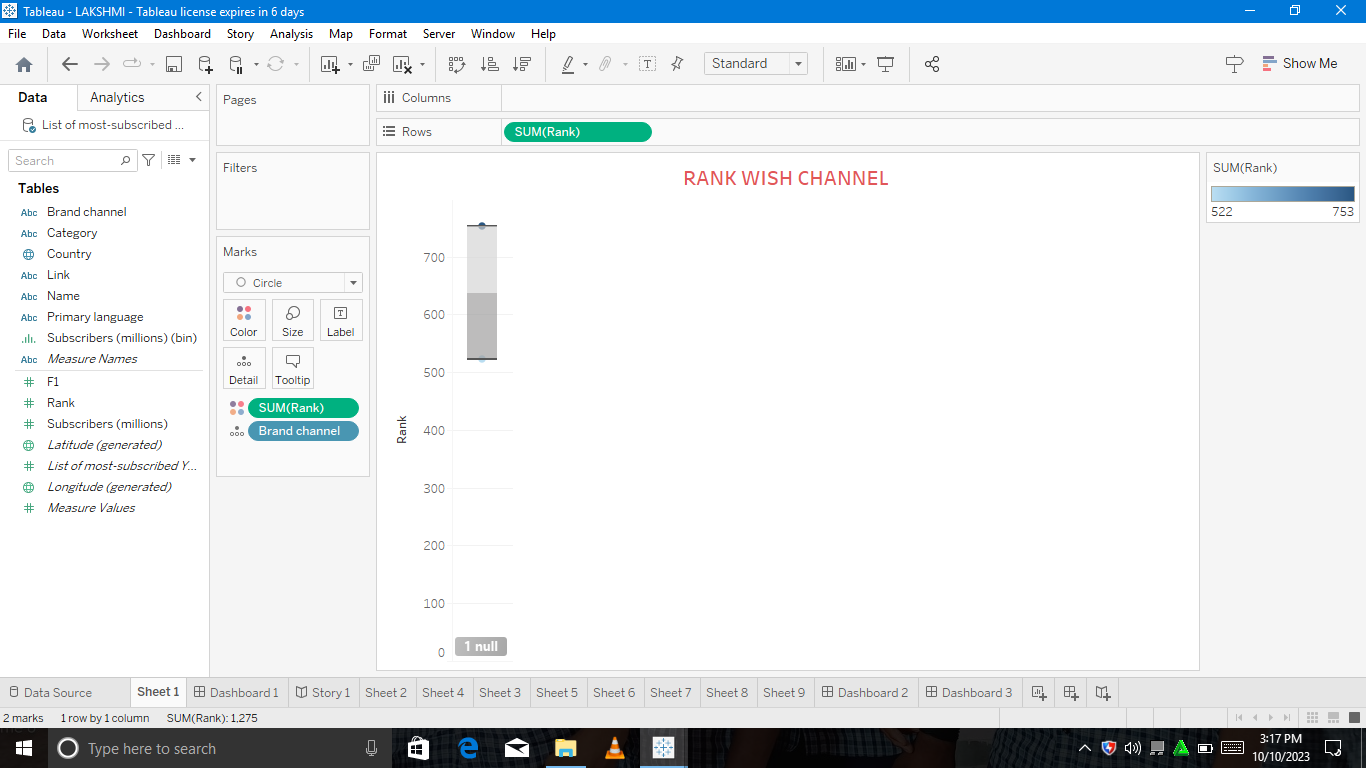 Tableau - LAKSHMI - Tableau license expires in 6 days
File Data Worksheet Dashboard Story Analysis Map Format Server Window Help
Standard
Show Me
Data Analytics
List of most-subscribed ...
Search
Tables
Abc Brand channel
Abc Category
Country
Abc Link
Abc Name
Abc Primary language
Subscribers (millions) (bin)
Abc Measure Names
# F1
# Rank
# Subscribers (millions)
Latitude (generated)
# List of most-subscribed Y...
Longitude (generated)
# Measure Values
Pages
Filters
Marks
Circle
Color Size Label
Detail Tooltip
SUM(Rank)
Brand channel
Columns
Rows SUM(Rank)
RANK WISH CHANNEL
700
600
500
400
300
200
100
0
Rank
1 null
SUM(Rank)
522 753
Data Source Sheet 1 Dashboard 1 Story 1 Sheet 2 Sheet 4 Sheet 3 Sheet 5 Sheet 6 Sheet 7 Sheet 8 Sheet 9 Dashboard 2 Dashboard 3
2 marks 1 row by 1 column SUM(Rank): 1,275
Type here to search
3:17 PM
10/10/2023